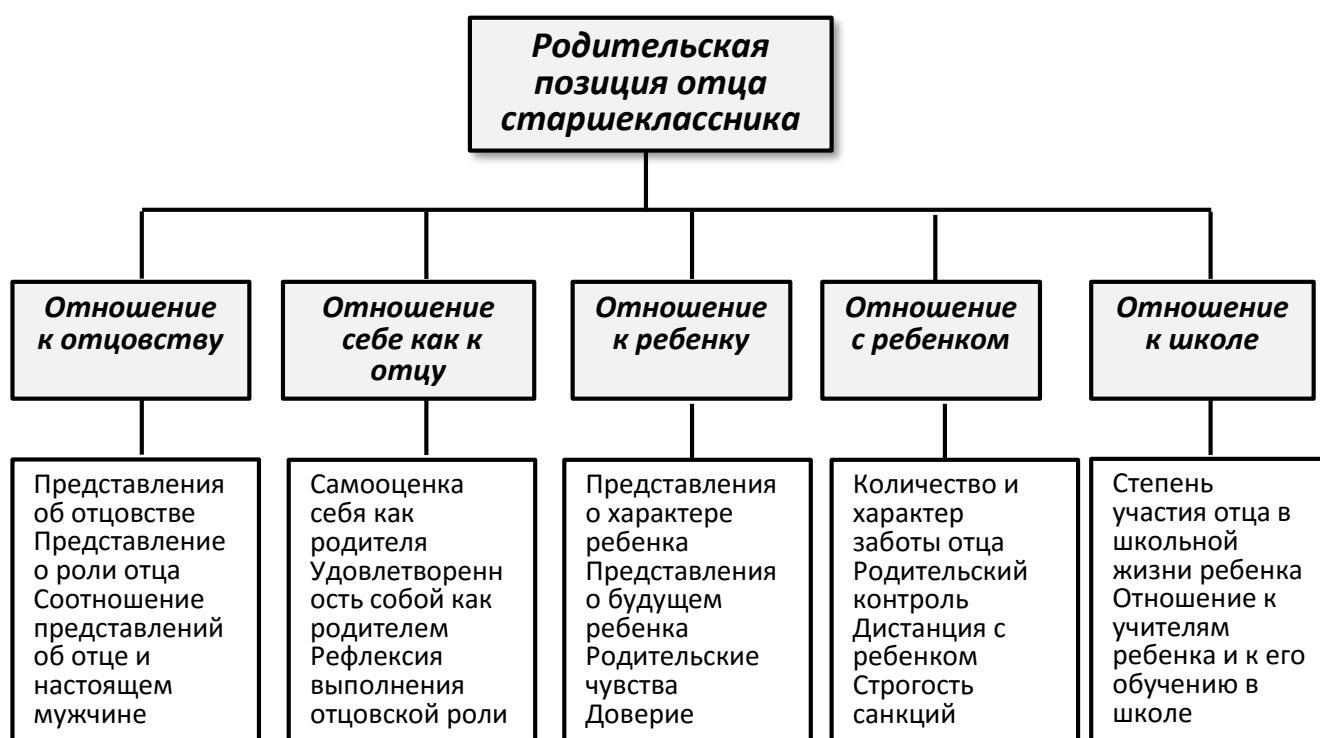 Родительская
позиция отца
старшеклассника
Отношение
к отцовству
Отношение
себе как к
отцу
Отношение
к ребенку
Отношение
с ребенком
Отношение
к школе
Представления
об отцовстве
Представление
о роли отца
Соотношение
представлений
об отце и
настоящем
мужчине
Самооценка
себя как
родителя
Удовлетворенн
ость собой как
родителем
Рефлексия
выполнения
отцовской роли
Представления
о характере
ребенка
Представления
о будущем
ребенка
Родительские
чувства
Доверие
Количество и
характер
заботы отца
Родительский
контроль
Дистанция с
ребенком
Строгость
санкций
Степень
участия отца в
школьной
жизни ребенка
Отношение к
учителям
ребенка и к его
обучению в
школе